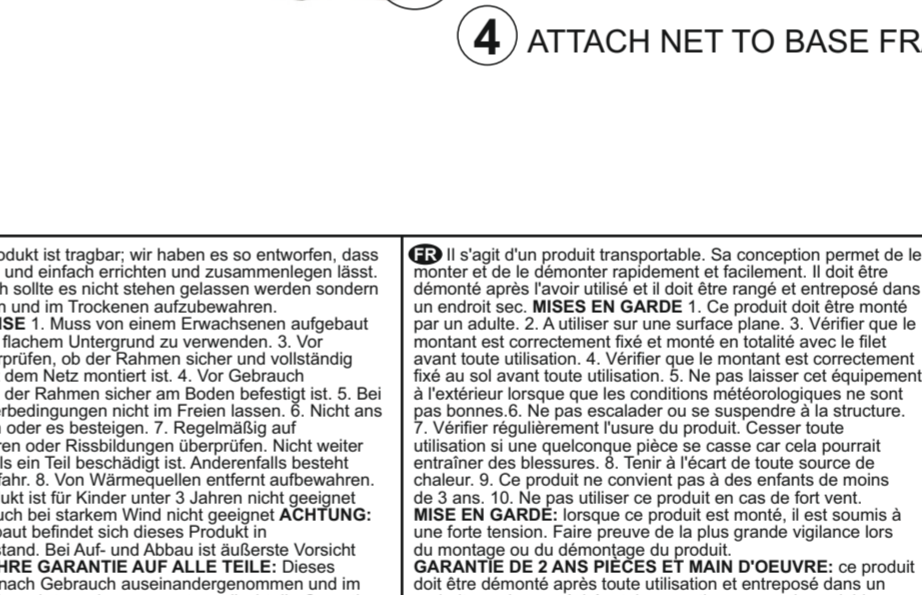 4 ATTACH NET TO BASE
ist tragbar; wir haben es so entworfen, dass
und einfach errichten und zusammenlegen lässt.
sollte es nicht stehen gelassen werden sondern
und im Trockenen aufzubewahren.
1. Muss von einem Erwachsenen aufgebaut
flachem Untergrund zu verwenden. 3. Vor
ob der Rahmen sicher und vollständig
dem Netz montiert ist. 4. Vor Gebrauch
der Rahmen sicher am Boden befestigt ist. 5. Bei
nicht im Freien lassen. 6. Nicht ans
oder es besteigen. 7. Regelmäßig auf
oder Rissbildungen überprüfen. Nicht weiter
ein Teil beschädigt ist. Anderenfalls besteht
8. Von Wärmequellen entfernt aufbewahren.
ist für Kinder unter 3 Jahren nicht geeignet
bei starkem Wind nicht geeignet ACHTUNG:
befindet sich dieses Produkt in
Bei Auf- und Abbau ist äußerste Vorsicht
GARANTIE AUF ALLE TEILE: Dieses
nach Gebrauch auseinandergenommen und im
FR Il s'agit d'un produit transportable. Sa conception permet de le
monter et de le démonter rapidement et facilement. Il doit être
démonté après l'avoir utilisé et il doit être rangé et entreposé dans
un endroit sec. MISES EN GARDE 1. Ce produit doit être monté
par un adulte. 2. A utiliser sur une surface plane. 3. Vérifier que le
montant est correctement fixé et monté en totalité avec le filet
avant toute utilisation. 4. Vérifier que le montant est correctement
fixé au sol avant toute utilisation. 5. Ne pas laisser cet équipement
à l'extérieur lorsque que les conditions météorologiques ne sont
pas bonnes.6. Ne pas escalader ou se suspendre à la structure.
7. Vérifier régulièrement l'usure du produit. Cesser toute
utilisation si une quelconque pièce se casse car cela pourrait
entraîner des blessures. 8. Tenir à l'écart de toute source de
chaleur. 9. Ce produit ne convient pas à des enfants de moins
de 3 ans. 10. Ne pas utiliser ce produit en cas de fort vent.
MISE EN GARDE: lorsque ce produit est monté, il est soumis à
une forte tension. Faire preuve de la plus grande vigilance lors
du montage ou du démontage du produit.
GARANTIE DE 2 ANS PIÈCES ET MAIN D'OEUVRE: ce produit
doit être démonté après toute utilisation et entreposé dans un